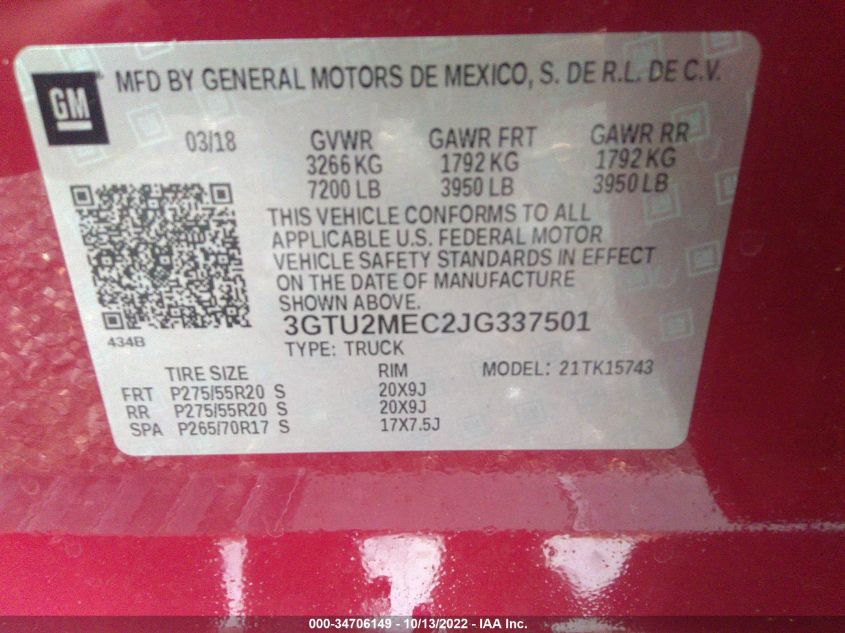 GM
MFD BY GENERAL MOTORS DE MEXICO, S. DE R.L. DE C.V.
03/18 GVWR GAWR FRT GAWR RR
3266 KG 1792 KG 1792 KG
7200 LB 3950 LB 3950 LB
THIS VEHICLE CONFORMS TO ALL
APPLICABLE U.S. FEDERAL MOTOR
VEHICLE SAFETY STANDARDS IN EFFECT
ON THE DATE OF MANUFACTURE
SHOWN ABOVE.
3GTU2MEC2JG337501
434B
TYPE: TRUCK
TIRE SIZE RIM MODEL: 21TK15743
FRT P275/55R20 S 20X9J
RR P275/55R20 S 20X9J
SPA P265/70R17 S 17X7.5J
000-34706149 - 10/13/2022 - IAA Inc.